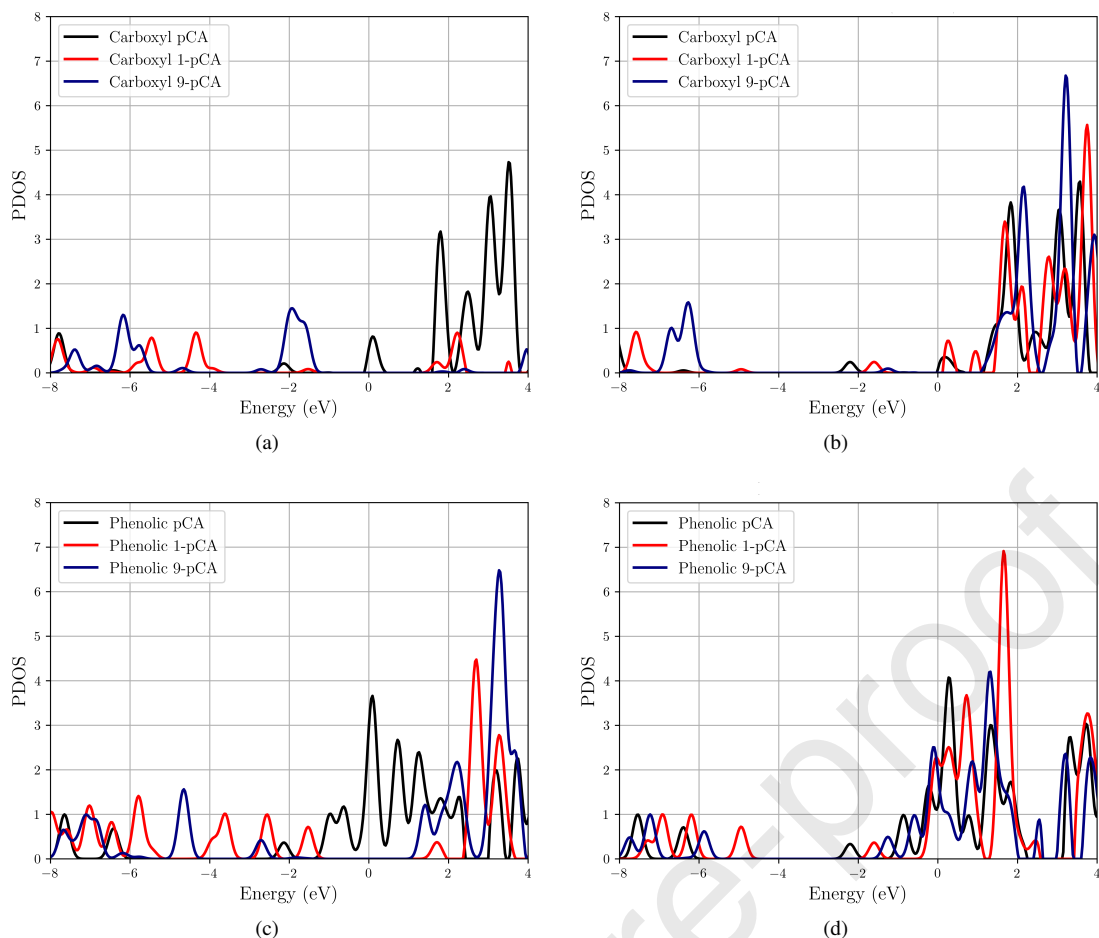 8
7
6
5
4
3
2
1
0
PDOS
Carboxyl pCA
Carboxyl 1-pCA
Carboxyl 9-pCA
−8 −6 −4 −2 0 2 4
Energy (eV)
(a)
8
7
6
5
4
3
2
1
0
PDOS
Carboxyl pCA
Carboxyl 1-pCA
Carboxyl 9-pCA
−8 −6 −4 −2 0 2 4
Energy (eV)
(b)
8
7
6
5
4
3
2
1
0
PDOS
Phenolic pCA
Phenolic 1-pCA
Phenolic 9-pCA
−8 −6 −4 −2 0 2 4
Energy (eV)
(c)
8
7
6
5
4
3
2
1
0
PDOS
Phenolic pCA
Phenolic 1-pCA
Phenolic 9-pCA
−8 −6 −4 −2 0 2 4
Energy (eV)
(d)
re-proof